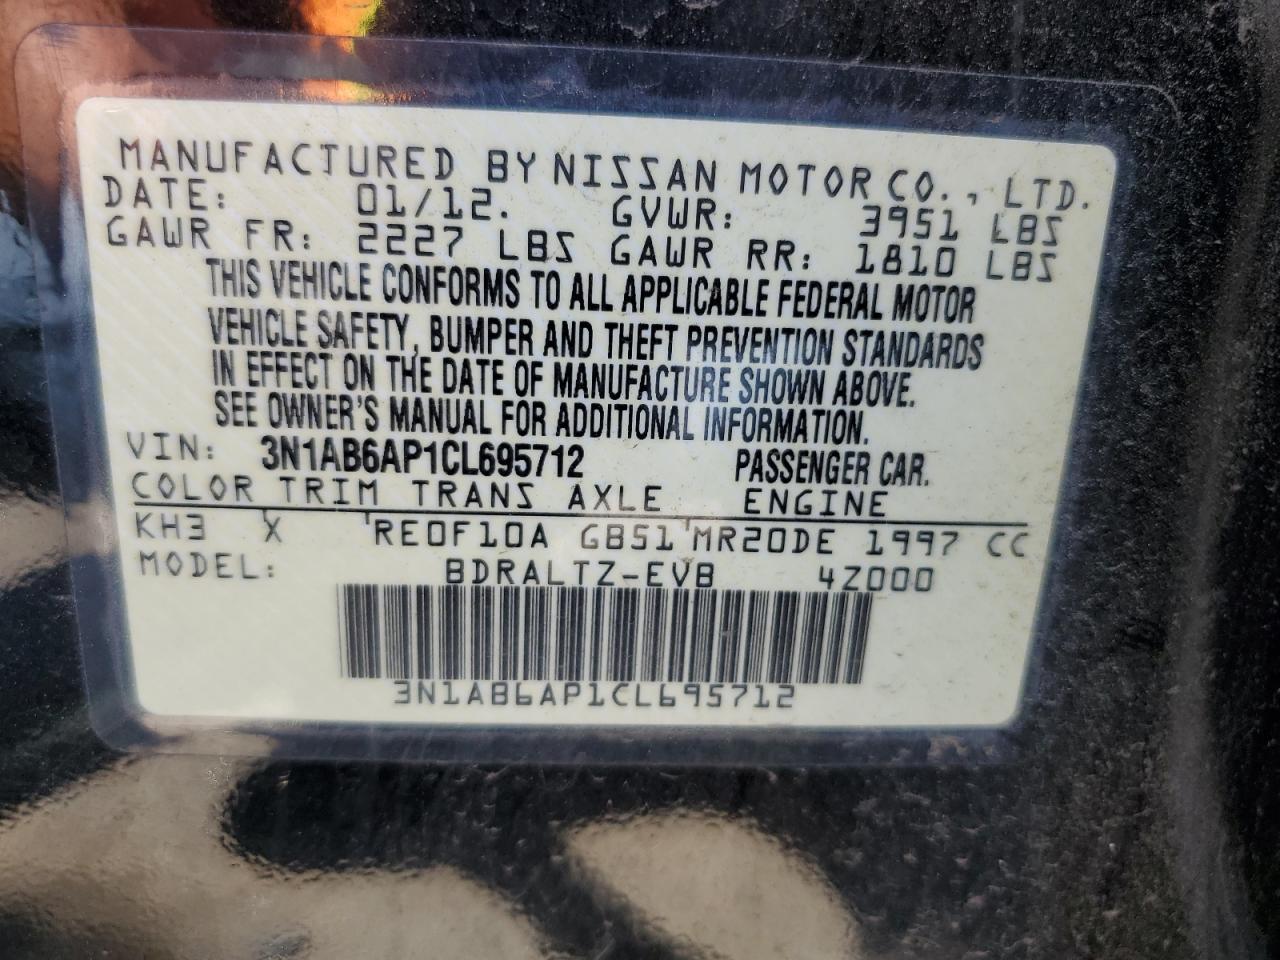 MANUFACTURED BY NISSAN MOTOR CO., LTD.
DATE: 01/12. GVWR: 3951 LBS
GAWR FR: 2227 LBS GAWR RR: 1810 LBS
THIS VEHICLE CONFORMS TO ALL APPLICABLE FEDERAL MOTOR
VEHICLE SAFETY, BUMPER AND THEFT PREVENTION STANDARDS
IN EFFECT ON THE DATE OF MANUFACTURE SHOWN ABOVE.
SEE OWNER'S MANUAL FOR ADDITIONAL INFORMATION.
VIN: 3N1AB6AP1CL695712 PASSENGER CAR.
COLOR TRIM TRANS AXLE ENGINE
KH3 X RE0F10A GB51 MR20DE 1997 CC
MODEL: BDRALTZ-EVB 4Z000
3N1AB6AP1CL695712